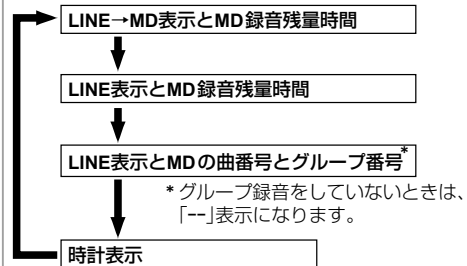 LINE→MD表示とMD録音残量時間
LINE表示とMD録音残量時間
LINE表示とMDの曲番号とグループ番号*
* グループ録音をしていないときは、
「--」表示になります。
時計表示